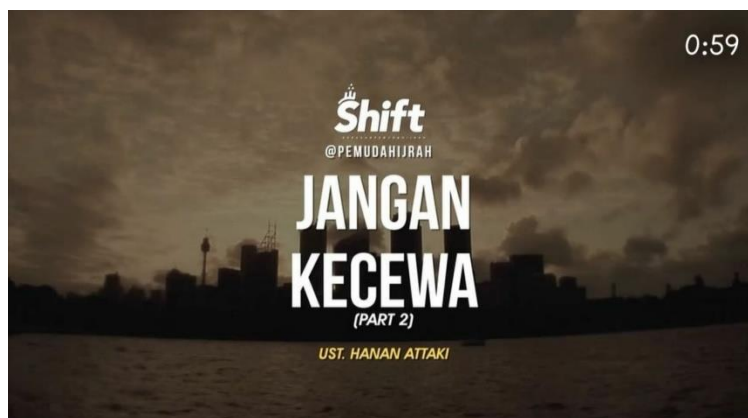 0:59
Shift
@PEMUDAHIJRAH
JANGAN
KECEWA
(PART 2)
UST. HANAN ATTAKI